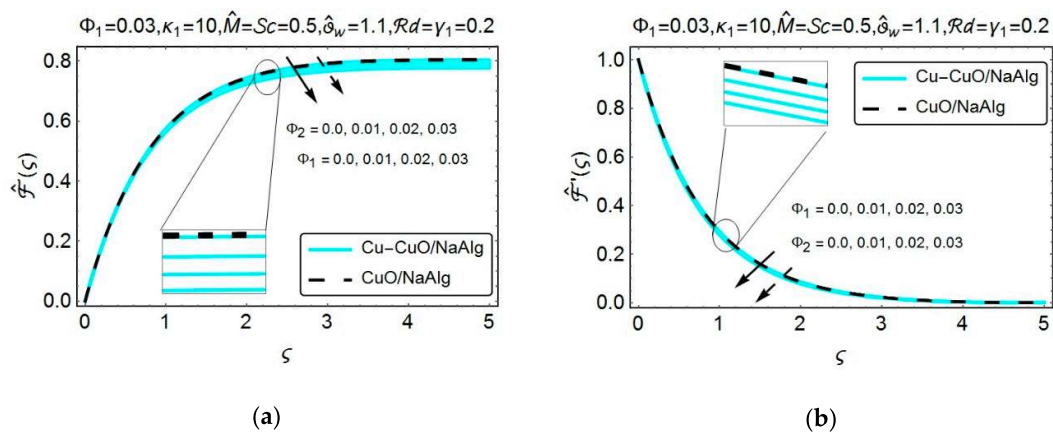 Φ₁=0.03,κ₁=10,M̂=Sc=0.5,ϑ̂_w=1.1,ℛd=γ₁=0.2
0.8
0.6
0.4
0.2
0.0
ℱ̂(ς)
Φ₂ = 0.0, 0.01, 0.02, 0.03
Φ₁ = 0.0, 0.01, 0.02, 0.03
Cu−CuO/NaAlg
CuO/NaAlg
0 1 2 3 4 5
ς
(a)
Φ₁=0.03,κ₁=10,M̂=Sc=0.5,ϑ̂_w=1.1,ℛd=γ₁=0.2
1.0
0.8
0.6
0.4
0.2
0.0
ℱ̂'(ς)
Cu−CuO/NaAlg
CuO/NaAlg
Φ₁ = 0.0, 0.01, 0.02, 0.03
Φ₂ = 0.0, 0.01, 0.02, 0.03
0 1 2 3 4 5
ς
(b)